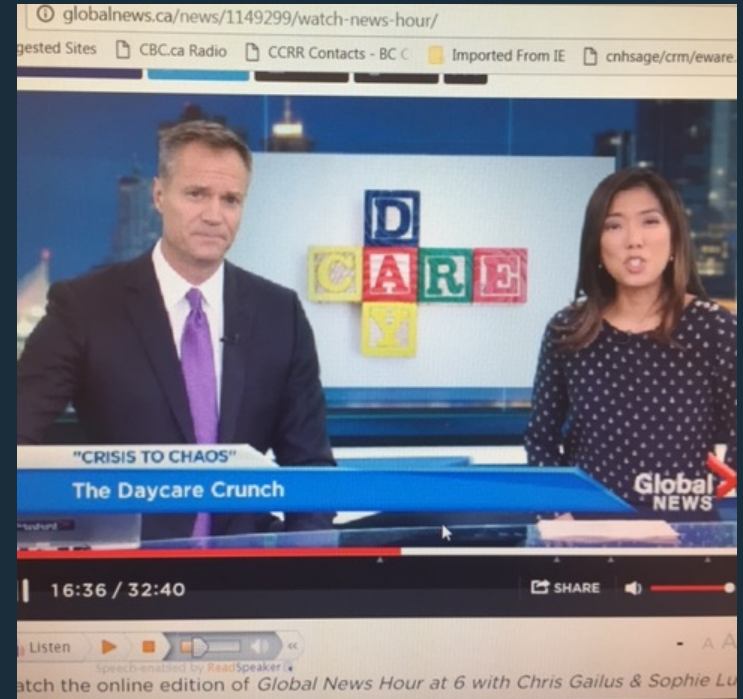 globalnews.ca/news/1149299/watch-news-hour/
gested Sites CBC.ca Radio CCRR Contacts - BC C Imported From IE cnhsage/crm/eware.
D
CARE
Y
"CRISIS TO CHAOS"
The Daycare Crunch
Global
NEWS
16:36 / 32:40 SHARE
Listen « - A A
Speech-enabled by ReadSpeaker
atch the online edition of Global News Hour at 6 with Chris Gailus & Sophie Lu